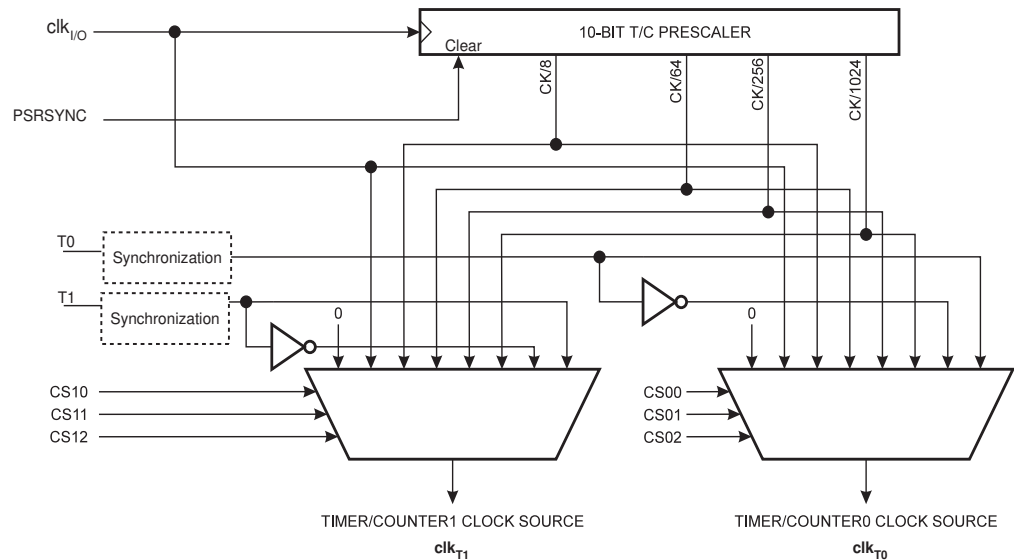 clkI/O
10-BIT T/C PRESCALER
Clear
CK/8
CK/64
CK/256
CK/1024
PSRSYNC
T0
Synchronization
T1
Synchronization
0
0
CS10
CS11
CS12
CS00
CS01
CS02
TIMER/COUNTER1 CLOCK SOURCE
clkT1
TIMER/COUNTER0 CLOCK SOURCE
clkT0